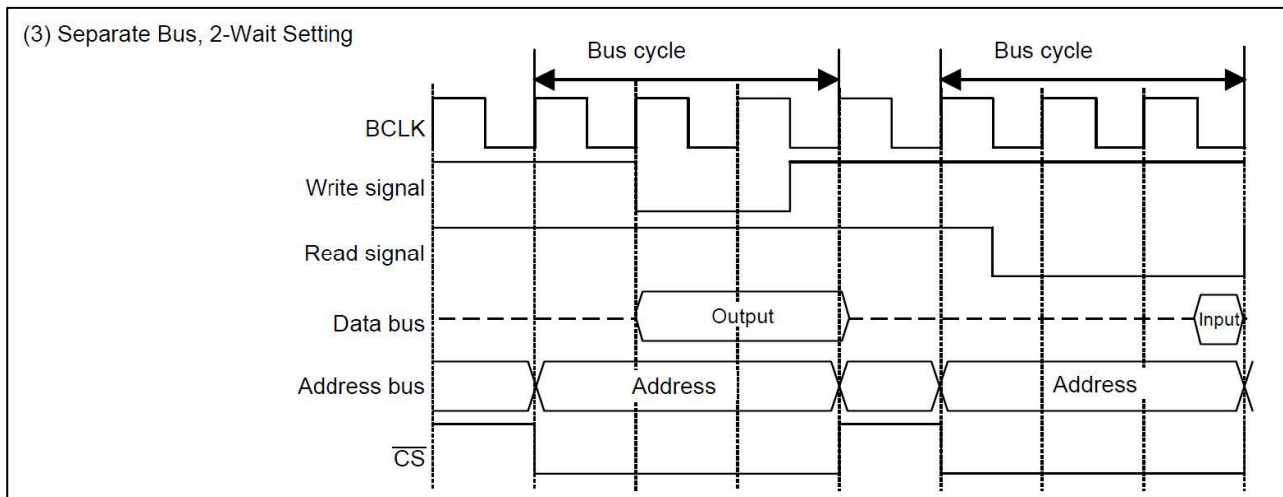 (3) Separate Bus, 2-Wait Setting
Bus cycle Bus cycle
BCLK
Write signal
Read signal
Data bus Output Input
Address bus Address Address
C̅S̅